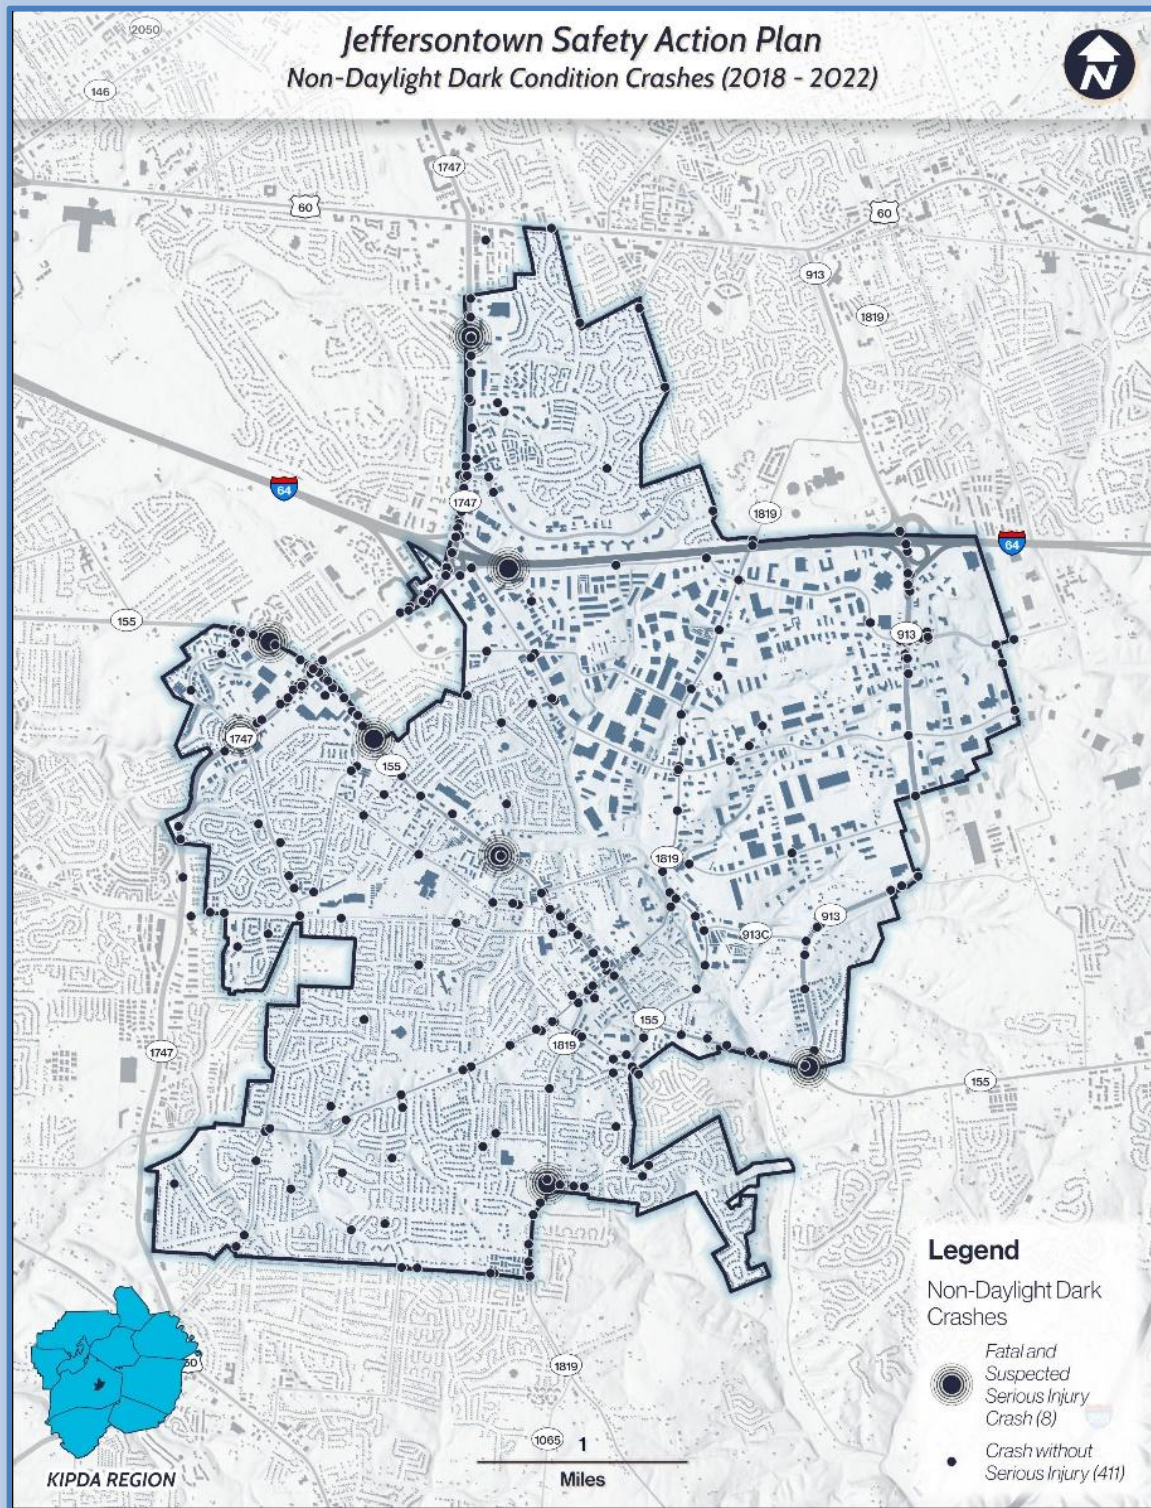 Jeffersontown Safety Action Plan
Non-Daylight Dark Condition Crashes (2018 - 2022)
N
2050
146
1747
60
60
913
1819
64
1747
1819
64
155
913
1747
155
1819
913
913C
155
1819
1747
155
Legend
Non-Daylight Dark
Crashes
Fatal and
Suspected
Serious Injury
Crash (8)
Crash without
Serious Injury (411)
1819
1065
1
Miles
KIPDA REGION